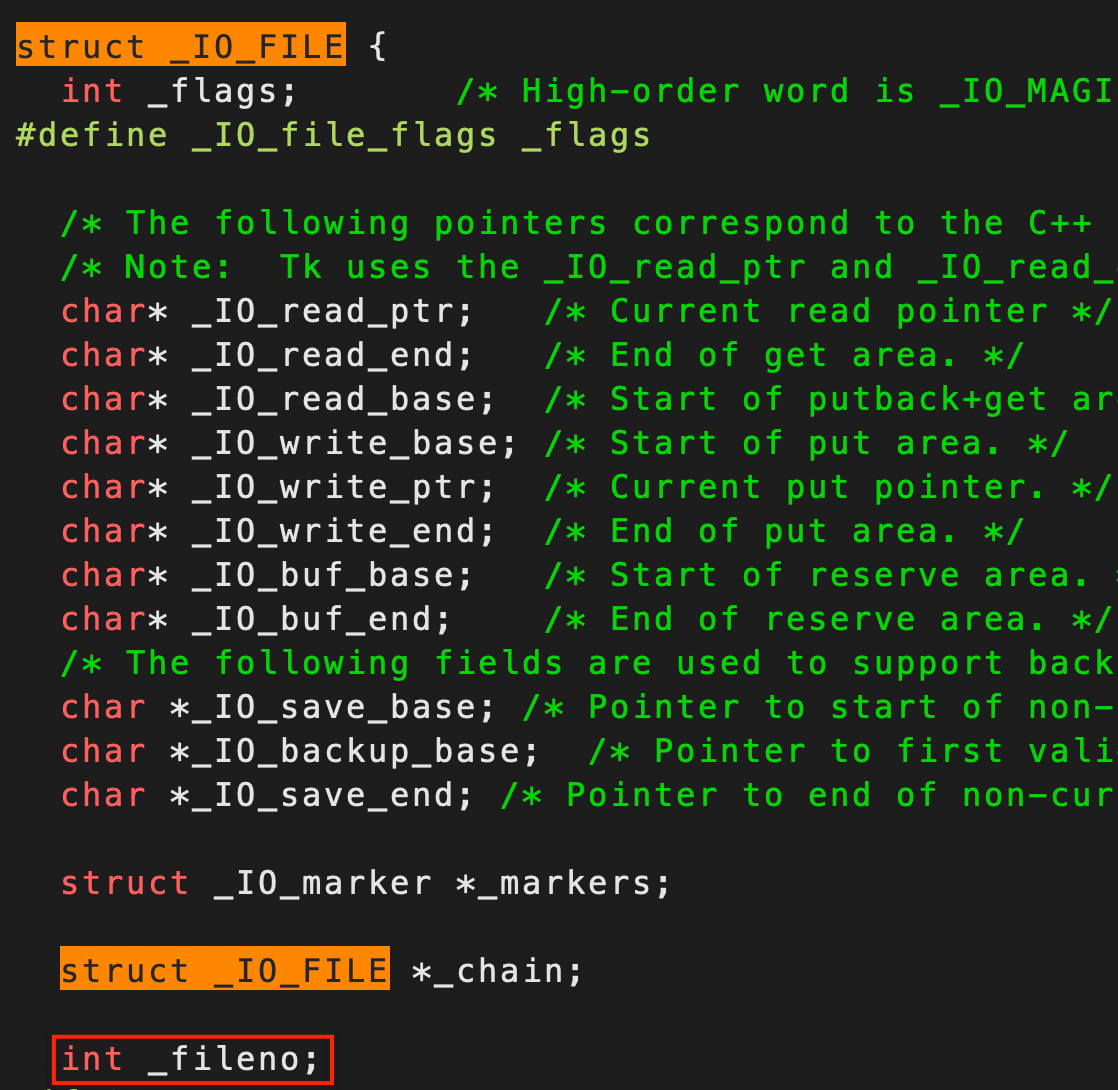 struct _IO_FILE {
int _flags; /* High-order word is _IO_MAGI
#define _IO_file_flags _flags
/* The following pointers correspond to the C++
/* Note: Tk uses the _IO_read_ptr and _IO_read_
char* _IO_read_ptr; /* Current read pointer */
char* _IO_read_end; /* End of get area. */
char* _IO_read_base; /* Start of putback+get ar
char* _IO_write_base; /* Start of put area. */
char* _IO_write_ptr; /* Current put pointer. */
char* _IO_write_end; /* End of put area. */
char* _IO_buf_base; /* Start of reserve area.
char* _IO_buf_end; /* End of reserve area. */
/* The following fields are used to support back
char *_IO_save_base; /* Pointer to start of non-
char *_IO_backup_base; /* Pointer to first vali
char *_IO_save_end; /* Pointer to end of non-cur
struct _IO_marker *_markers;
struct _IO_FILE *_chain;
int _fileno;